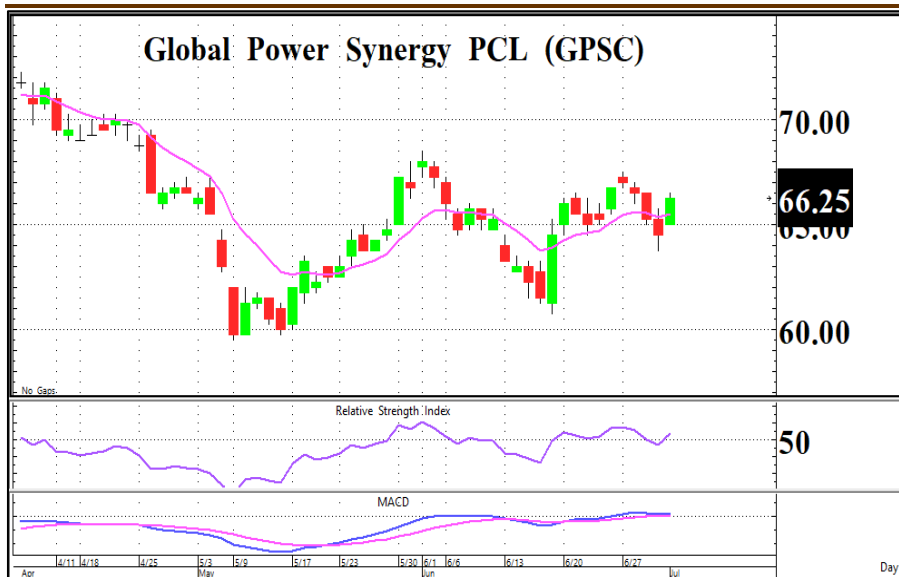 Global Power Synergy PCL (GPSC)
70.00
66.25
65.00
60.00
No Gaps
Relative Strength Index
50
MACD
4/11 4/18 4/25 5/3 5/9 5/17 5/23 5/30 6/1 6/6 6/13 6/20 6/27
Apr May Jun Jul
Day